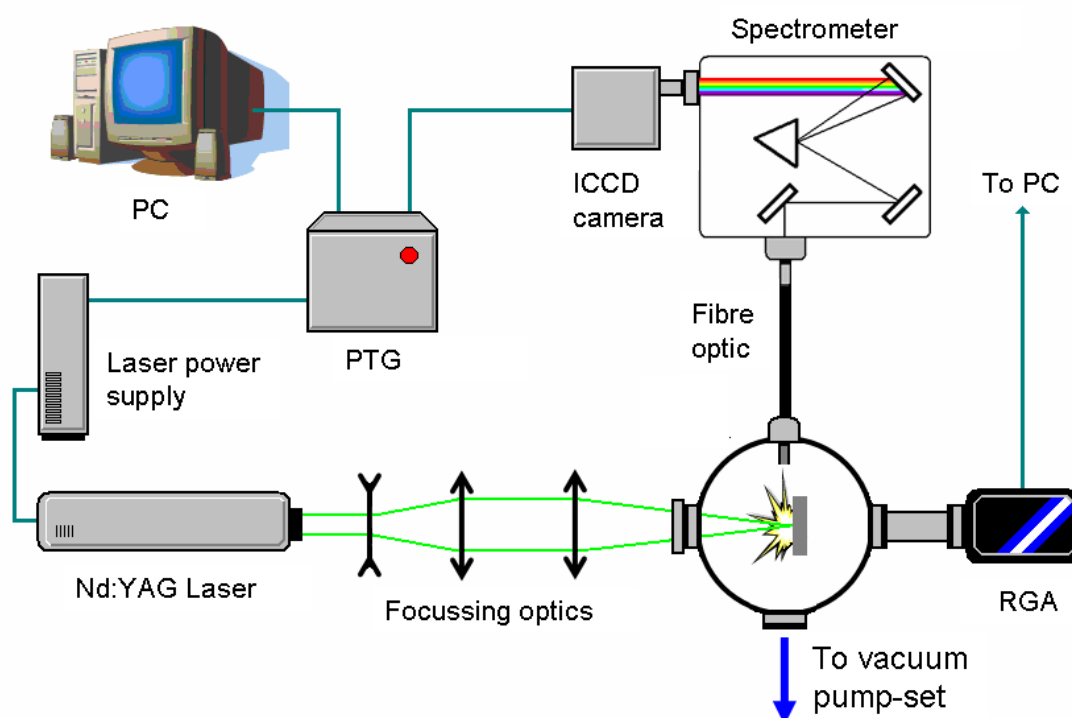 Spectrometer
PC
ICCD
camera
To PC
PTG
Fibre
optic
Laser power
supply
Nd:YAG Laser
Focussing optics
RGA
To vacuum
pump-set